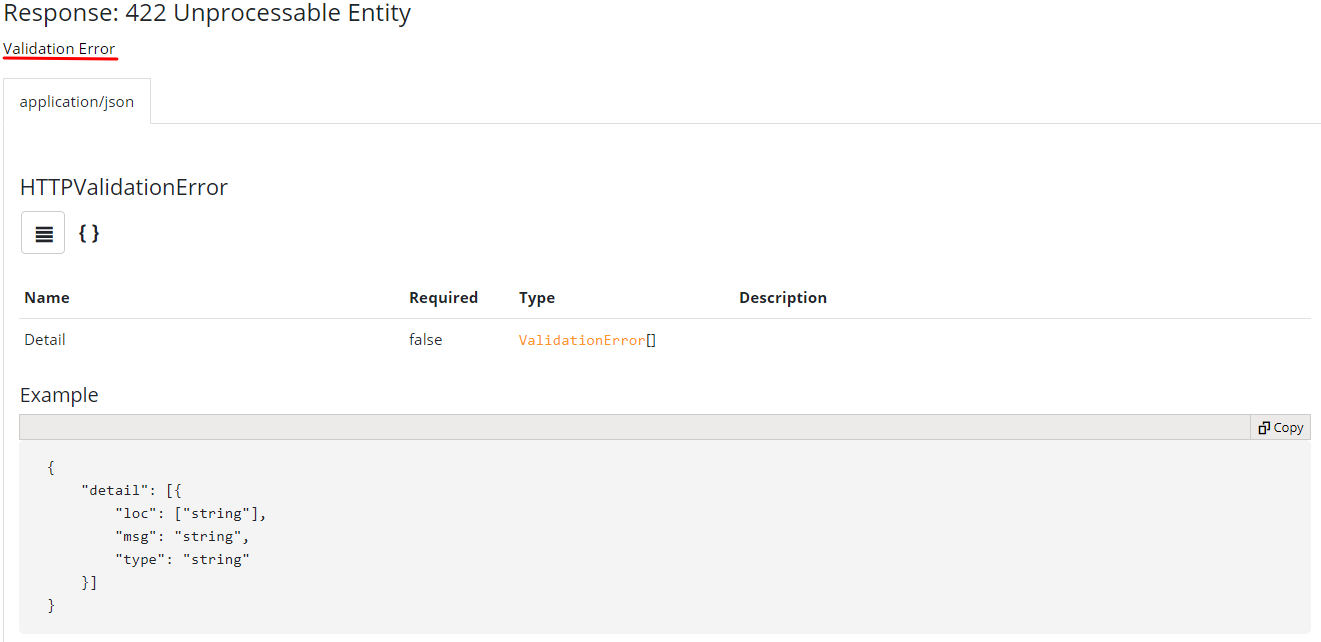 Response: 422 Unprocessable Entity
Validation Error
application/json
HTTPValidationError
{ }
Name Required Type Description
Detail false ValidationError[]
Example
Copy
{
    "detail": [{
        "loc": ["string"],
        "msg": "string",
        "type": "string"
    }]
}